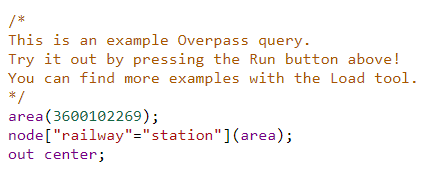 /*
This is an example Overpass query.
Try it out by pressing the Run button above!
You can find more examples with the Load tool.
*/
area(3600102269);
node["railway"="station"](area);
out center;